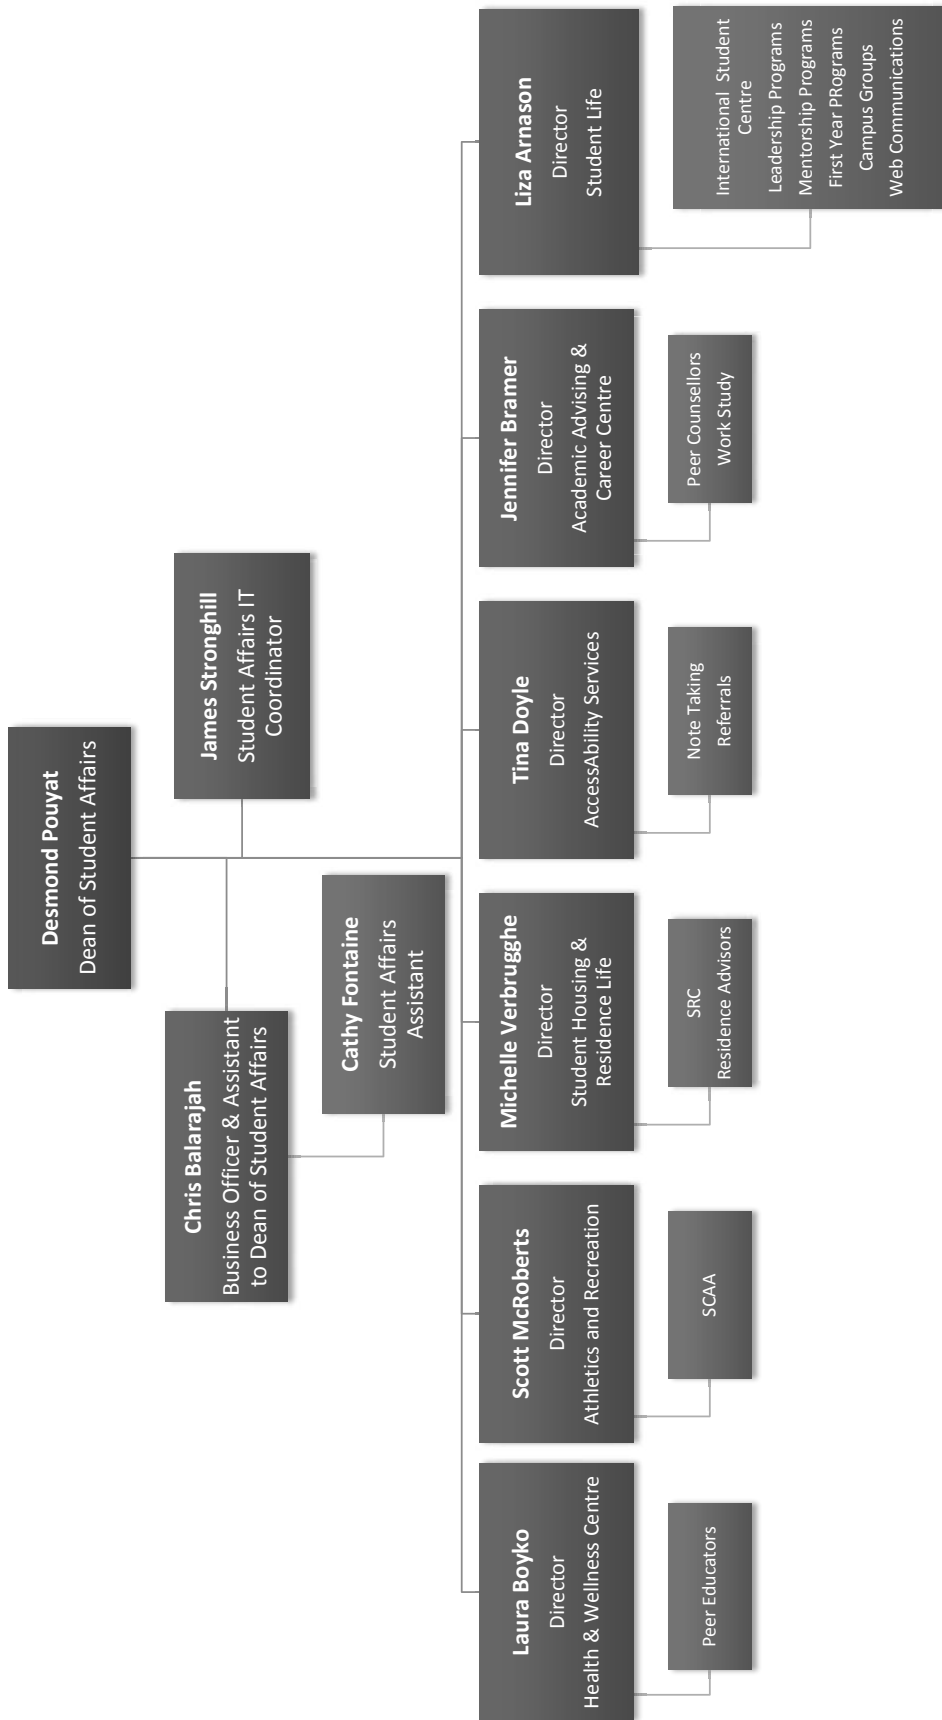 Desmond Pouyat
Dean of Student Affairs
Chris Balarajah
Business Officer & Assistant
to Dean of Student Affairs
James Stronghill
Student Affairs IT
Coordinator
Cathy Fontaine
Student Affairs
Assistant
Laura Boyko
Director
Health & Wellness Centre
Peer Educators
Scott McRoberts
Director
Athletics and Recreation
SCAA
Michelle Verbrugghe
Director
Student Housing &
Residence Life
SRC
Residence Advisors
Tina Doyle
Director
AccessAbility Services
Note Taking
Referrals
Jennifer Bramer
Director
Academic Advising &
Career Centre
Peer Counsellors
Work Study
Liza Arnason
Director
Student Life
International Student
Centre
Leadership Programs
Mentorship Programs
First Year PRograms
Campus Groups
Web Communications